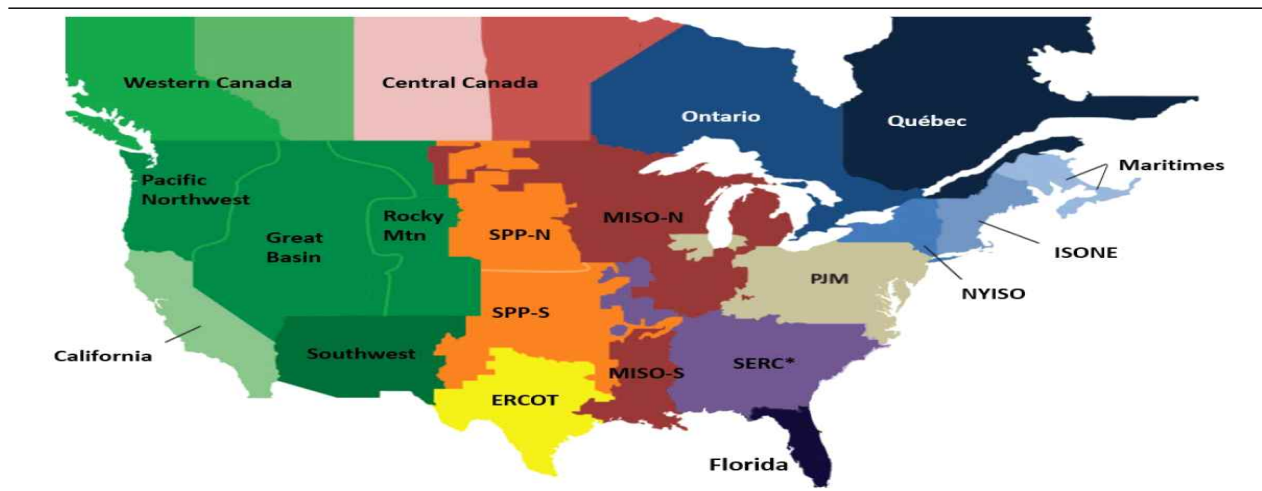 Western Canada
Central Canada
Ontario
Québec
Maritimes
Pacific
Northwest
Rocky
Mtn
MISO-N
SPP-N
Great
Basin
ISONE
PJM
NYISO
SPP-S
California
Southwest
MISO-S
SERC*
ERCOT
Florida